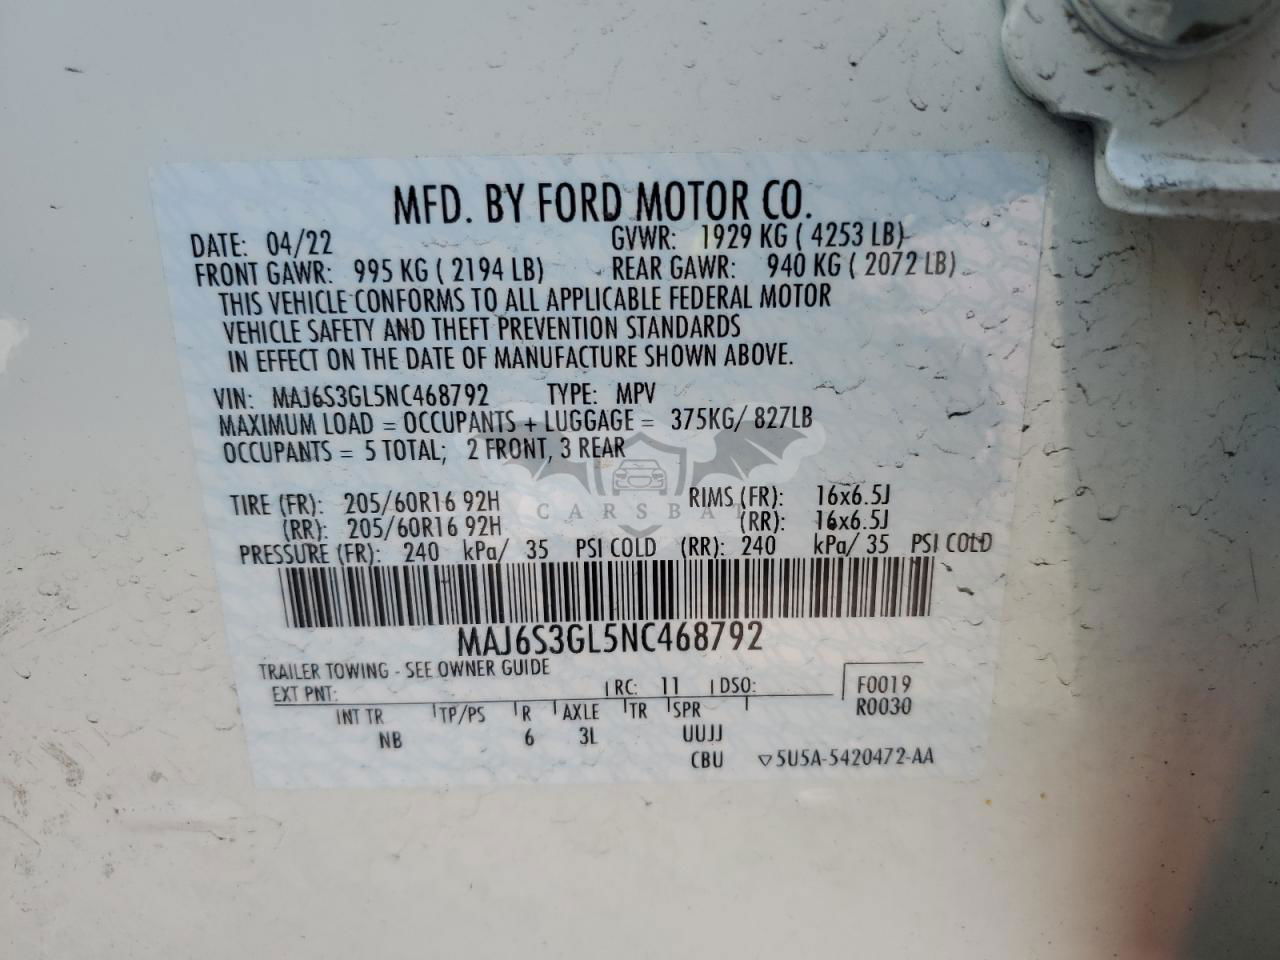 MFD. BY FORD MOTOR CO.
DATE: 04/22 GVWR: 1929 KG ( 4253 LB)
FRONT GAWR: 995 KG ( 2194 LB) REAR GAWR: 940 KG ( 2072 LB)
THIS VEHICLE CONFORMS TO ALL APPLICABLE FEDERAL MOTOR
VEHICLE SAFETY AND THEFT PREVENTION STANDARDS
IN EFFECT ON THE DATE OF MANUFACTURE SHOWN ABOVE.
VIN: MAJ6S3GL5NC468792 TYPE: MPV
MAXIMUM LOAD = OCCUPANTS + LUGGAGE = 375KG/ 827LB
OCCUPANTS = 5 TOTAL; 2 FRONT, 3 REAR
TIRE (FR): 205/60R16 92H RIMS (FR): 16x6.5J
CARSBAT
(RR): 205/60R16 92H (RR): 16x6.5J
PRESSURE (FR): 240 kPa/ 35 PSI COLD (RR): 240 kPa/ 35 PSI COLD
MAJ6S3GL5NC468792
TRAILER TOWING - SEE OWNER GUIDE
EXT PNT: RC: 11 DSO: F0019
INT TR TP/PS R AXLE TR SPR R0030
NB 6 3L UUJJ
CBU ▽5U5A-5420472-AA